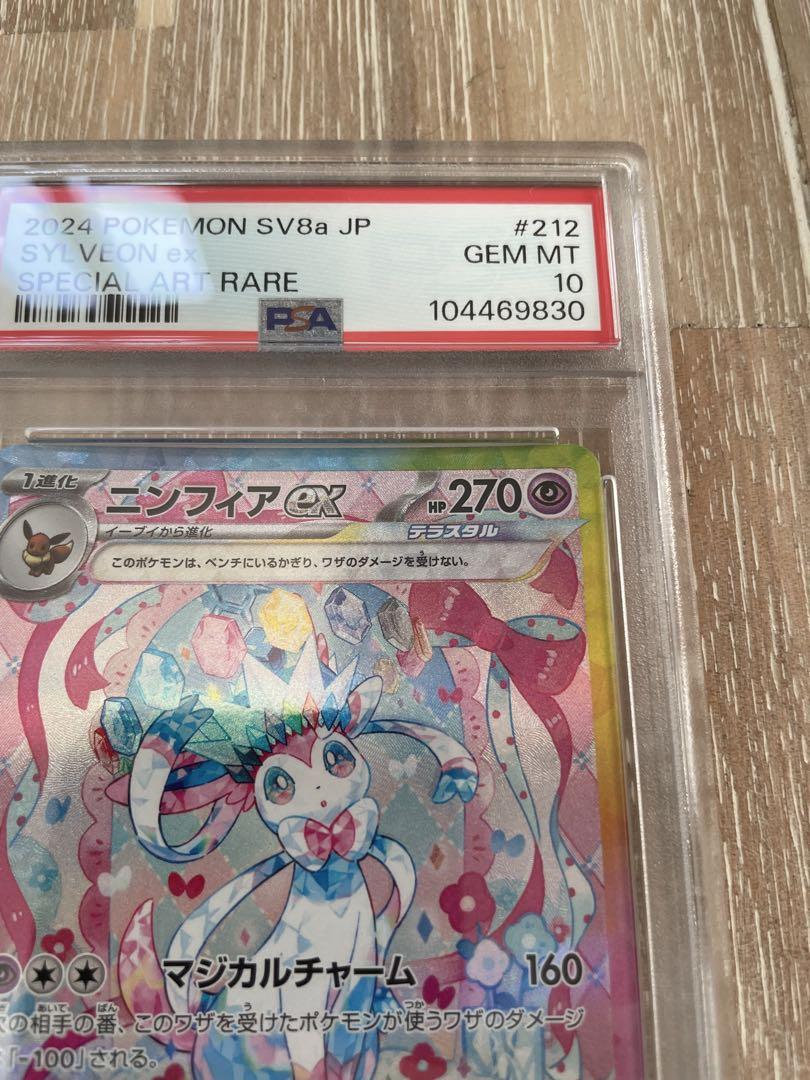 2024 POKEMON SV8a JP #212
SYLVEON ex GEM MT
SPECIAL ART RARE 10
PSA 104469830
1進化
ニンフィアex HP270
イーブイから進化 テラスタル
このポケモンは、ベンチにいるかぎり、ワザのダメージを受けない。
マジカルチャーム 160
の相手の番、このワザを受けたポケモンが使うワザのダメージ
「-100」される。